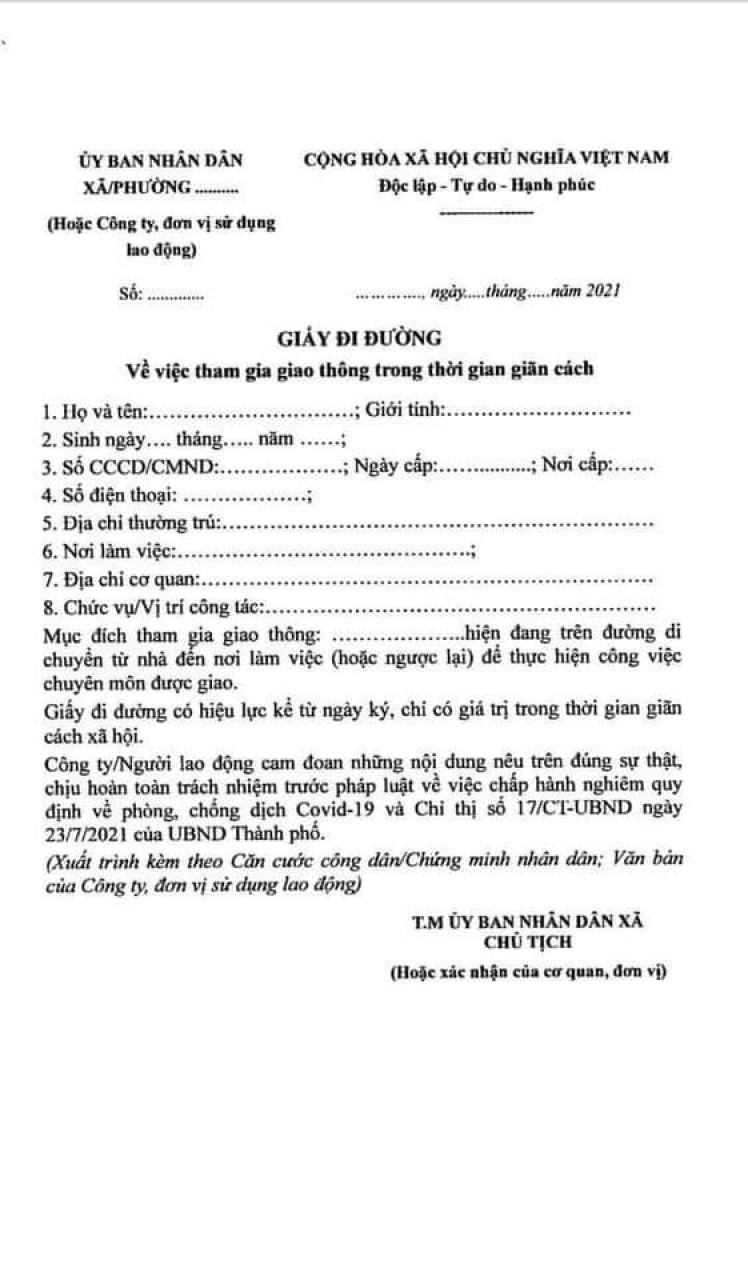 ỦY BAN NHÂN DÂN
XÃ/PHƯỜNG ...........
(Hoặc Công ty, đơn vị sử dụng
lao động)
CỘNG HÒA XÃ HỘI CHỦ NGHĨA VIỆT NAM
Độc lập - Tự do - Hạnh phúc
Số: .............
................, ngày.....tháng.....năm 2021
GIẤY ĐI ĐƯỜNG
Về việc tham gia giao thông trong thời gian giãn cách
1. Họ và tên:.................................; Giới tính:.............................
2. Sinh ngày.... tháng..... năm ......;
3. Số CCCD/CMND:....................; Ngày cấp:..................; Nơi cấp:......
4. Số điện thoại: ....................;
5. Địa chỉ thường trú:......................................................................
6. Nơi làm việc:...............................................;
7. Địa chỉ cơ quan:.........................................................................
8. Chức vụ/Vị trí công tác:...............................................................
Mục đích tham gia giao thông: ......................hiện đang trên đường di
chuyển từ nhà đến nơi làm việc (hoặc ngược lại) để thực hiện công việc
chuyên môn được giao.
Giấy đi đường có hiệu lực kể từ ngày ký, chỉ có giá trị trong thời gian giãn
cách xã hội.
Công ty/Người lao động cam đoan những nội dung nêu trên đúng sự thật,
chịu hoàn toàn trách nhiệm trước pháp luật về việc chấp hành nghiêm quy
định về phòng, chống dịch Covid-19 và Chỉ thị số 17/CT-UBND ngày
23/7/2021 của UBND Thành phố.
(Xuất trình kèm theo Căn cước công dân/Chứng minh nhân dân; Văn bản
của Công ty, đơn vị sử dụng lao động)
T.M ỦY BAN NHÂN DÂN XÃ
CHỦ TỊCH
(Hoặc xác nhận của cơ quan, đơn vị)